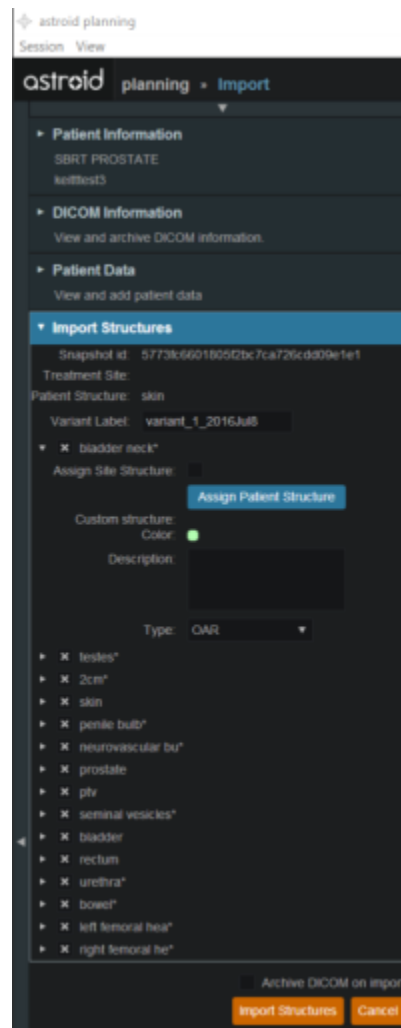 astroid planning
Session View
astroid planning » Import
Patient Information
SBRT PROSTATE
keitttest3
DICOM Information
View and archive DICOM information.
Patient Data
View and add patient data
Import Structures
Snapshot id: 5773fc6601805f2bc7ca726cdd09e1e1
Treatment Site:
Patient Structure: skin
Variant Label: variant_1_2016Jul8
bladder neck*
Assign Site Structure:
Assign Patient Structure
Custom structure:
Color:
Description:
Type: OAR
testes*
2cm*
skin
penile bulb*
neurovascular bu*
prostate
ptv
seminal vesicles*
bladder
rectum
urethra*
bowel*
left femoral hea*
right femoral he*
Archive DICOM on impor
Import Structures Cancel